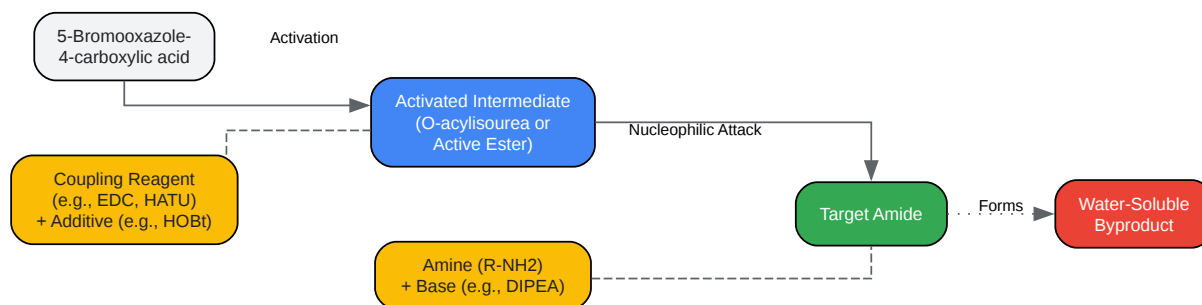 5-Bromooxazole-
4-carboxylic acid
Activation
Activated Intermediate
(O-acylisourea or
Active Ester)
Nucleophilic Attack
Coupling Reagent
(e.g., EDC, HATU)
+ Additive (e.g., HOBt)
Target Amide
Forms
Water-Soluble
Byproduct
Amine (R-NH2)
+ Base (e.g., DIPEA)